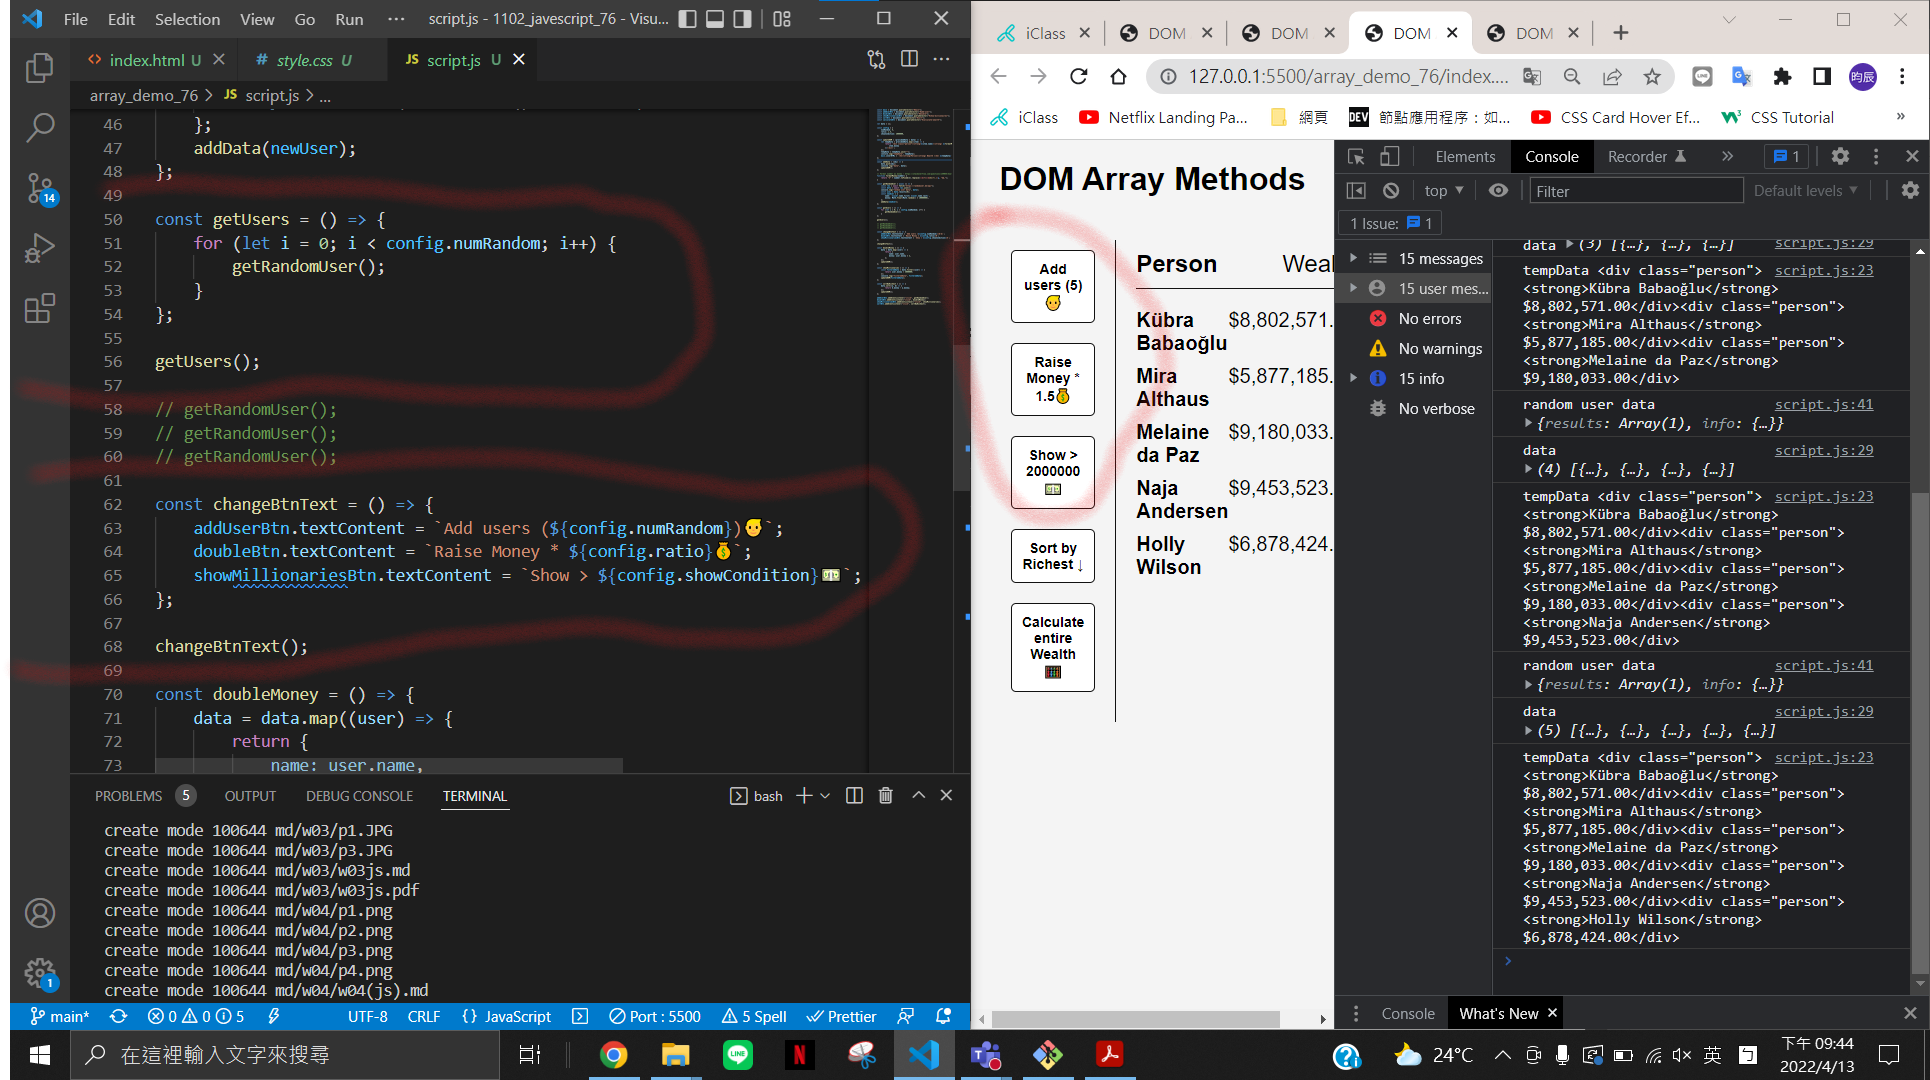 File Edit Selection View Go Run ··· script.js - 1102_javescript_76 - Visu...
index.html U
# style.css U
JS script.js U
array_demo_76 > JS script.js > ...
46 };
47 addData(newUser);
48 };
49
50 const getUsers = () => {
51 for (let i = 0; i < config.numRandom; i++) {
52 getRandomUser();
53 }
54 };
55
56 getUsers();
57
58 // getRandomUser();
59 // getRandomUser();
60 // getRandomUser();
61
62 const changeBtnText = () => {
63 addUserBtn.textContent = `Add users (${config.numRandom})👦`;
64 doubleBtn.textContent = `Raise Money * ${config.ratio}💰`;
65 showMillionariesBtn.textContent = `Show > ${config.showCondition}💵`;
66 };
67
68 changeBtnText();
69
70 const doubleMoney = () => {
71 data = data.map((user) => {
72 return {
73 name: user.name,
14
1
PROBLEMS 5 OUTPUT DEBUG CONSOLE TERMINAL
bash
create mode 100644 md/w03/p1.JPG
create mode 100644 md/w03/p3.JPG
create mode 100644 md/w03/w03js.md
create mode 100644 md/w03/w03js.pdf
create mode 100644 md/w04/p1.png
create mode 100644 md/w04/p2.png
create mode 100644 md/w04/p3.png
create mode 100644 md/w04/p4.png
create mode 100644 md/w04/w04(js).md
main* 0 0 5 UTF-8 CRLF {} JavaScript Port : 5500 5 Spell Prettier
iClass DOM DOM DOM DOM
127.0.0.1:5500/array_demo_76/index....
昀辰
iClass Netflix Landing Pa... 網頁 DEV 節點應用程序：如... CSS Card Hover Ef... CSS Tutorial »
DOM Array Methods
Add users (5)
Raise Money * 1.5
Show > 2000000
Sort by Richest ↓
Calculate entire Wealth
Person Weal
Kübra Babaoğlu $8,802,571.
Mira Althaus $5,877,185.
Melaine da Paz $9,180,033.
Naja Andersen $9,453,523.
Holly Wilson $6,878,424.
Elements Console Recorder » 1
top Filter Default levels
1 Issue: 1
15 messages
15 user mes...
No errors
No warnings
15 info
No verbose
data (3) [{…}, {…}, {…}] script.js:29
tempData <div class="person"> script.js:23
<strong>Kübra Babaoğlu</strong>
$8,802,571.00</div><div class="person">
<strong>Mira Althaus</strong>
$5,877,185.00</div><div class="person">
<strong>Melaine da Paz</strong>
$9,180,033.00</div>
random user data script.js:41
{results: Array(1), info: {…}}
data script.js:29
(4) [{…}, {…}, {…}, {…}]
tempData <div class="person"> script.js:23
<strong>Kübra Babaoğlu</strong>
$8,802,571.00</div><div class="person">
<strong>Mira Althaus</strong>
$5,877,185.00</div><div class="person">
<strong>Melaine da Paz</strong>
$9,180,033.00</div><div class="person">
<strong>Naja Andersen</strong>
$9,453,523.00</div>
random user data script.js:41
{results: Array(1), info: {…}}
data script.js:29
(5) [{…}, {…}, {…}, {…}, {…}]
tempData <div class="person"> script.js:23
<strong>Kübra Babaoğlu</strong>
$8,802,571.00</div><div class="person">
<strong>Mira Althaus</strong>
$5,877,185.00</div><div class="person">
<strong>Melaine da Paz</strong>
$9,180,033.00</div><div class="person">
<strong>Naja Andersen</strong>
$9,453,523.00</div><div class="person">
<strong>Holly Wilson</strong>
$6,878,424.00</div>
Console What's New
在這裡輸入文字來搜尋
24°C 英
下午 09:44
2022/4/13